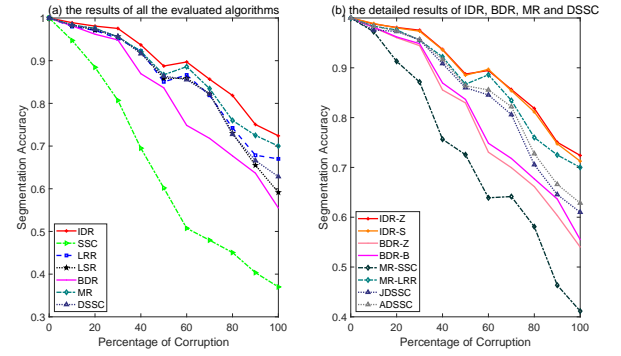 (a) the results of all the evaluated algorithms
(b) the detailed results of IDR, BDR, MR and DSSC
Segmentation Accuracy
1
0.9
0.8
0.7
0.6
0.5
0.4
0.3
IDR
SSC
LRR
LSR
BDR
MR
DSSC
0 20 40 60 80 100
Percentage of Corruption
Segmentation Accuracy
1
0.9
0.8
0.7
0.6
0.5
0.4
IDR-Z
IDR-S
BDR-Z
BDR-B
MR-SSC
MR-LRR
JDSSC
ADSSC
0 20 40 60 80 100
Percentage of Corruption